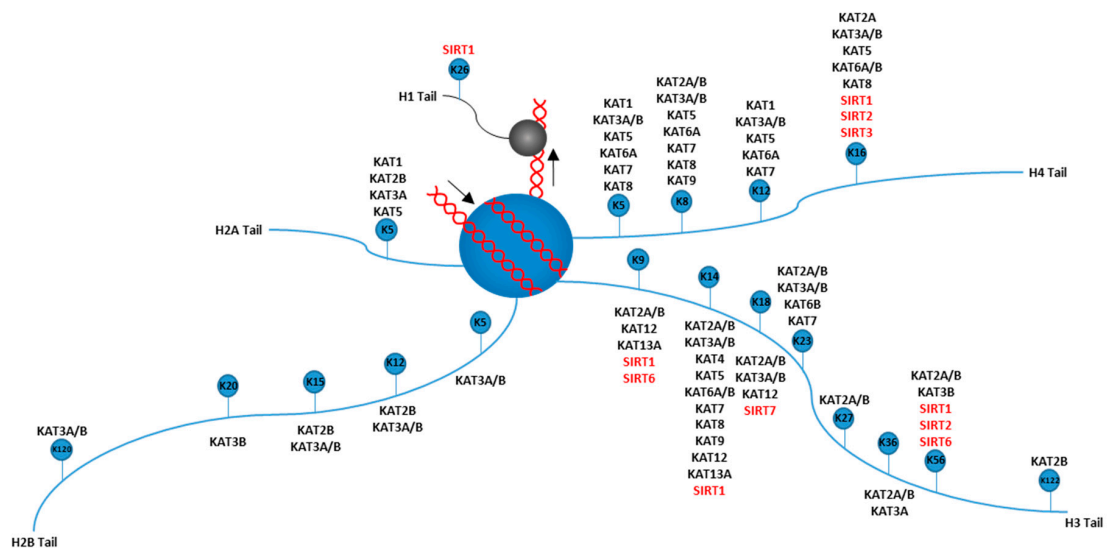 SIRT1
K26
H1 Tail
KAT1
KAT2B
KAT3A
KAT5
K5
H2A Tail
KAT1
KAT3A/B
KAT5
KAT6A
KAT7
KAT8
K5
KAT2A/B
KAT3A/B
KAT5
KAT6A
KAT7
KAT8
KAT9
K8
KAT1
KAT3A/B
KAT5
KAT6A
KAT7
K12
KAT2A
KAT3A/B
KAT5
KAT6A/B
KAT8
SIRT1
SIRT2
SIRT3
K16
H4 Tail
K9
KAT2A/B
KAT12
KAT13A
SIRT1
SIRT6
K14
KAT2A/B
KAT3A/B
KAT4
KAT5
KAT6A/B
KAT7
KAT8
KAT9
KAT12
KAT13A
SIRT1
K18
KAT2A/B
KAT3A/B
KAT12
SIRT7
KAT2A/B
KAT3A/B
KAT6B
KAT7
K23
KAT2A/B
K27
K36
KAT2A/B
KAT3A
KAT2A/B
KAT3B
SIRT1
SIRT2
SIRT6
K56
KAT2B
K122
H3 Tail
K5
KAT3A/B
K12
KAT2B
KAT3A/B
K15
KAT2B
KAT3A/B
K20
KAT3B
KAT3A/B
K120
H2B Tail